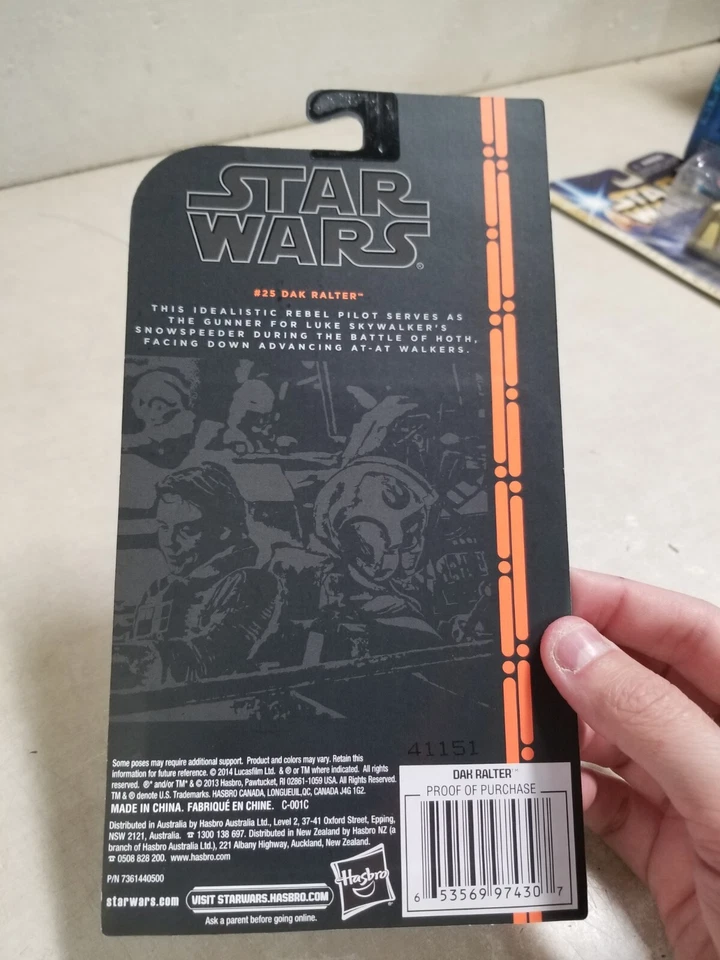 STAR
WARS®
#25 DAK RALTER™
THIS IDEALISTIC REBEL PILOT SERVES AS
THE GUNNER FOR LUKE SKYWALKER'S
SNOWSPEEDER DURING THE BATTLE OF HOTH,
FACING DOWN ADVANCING AT-AT WALKERS.
41151
Some poses may require additional support. Product and colors may vary. Retain this
information for future reference. © 2014 Lucasfilm Ltd. & ® or TM where indicated. All rights
reserved. ®* and/or TM* & © 2013 Hasbro, Pawtucket, RI 02861-1059 USA. All Rights Reserved.
TM & ® denote U.S. Trademarks. HASBRO CANADA, LONGUEUIL, QC, CANADA J4G 1G2.
MADE IN CHINA. FABRIQUÉ EN CHINE. C-001C
Distributed in Australia by Hasbro Australia Ltd., Level 2, 37-41 Oxford Street, Epping,
NSW 2121, Australia. ☎ 1300 138 697. Distributed in New Zealand by Hasbro NZ (a
branch of Hasbro Australia Ltd.), 221 Albany Highway, Auckland, New Zealand.
☎ 0508 828 200. www.hasbro.com
P/N 7361440500
starwars.com
VISIT STARWARS.HASBRO.COM
Ask a parent before going online.
Hasbro
DAK RALTER™
PROOF OF PURCHASE
6 53569 97430 7
STAR